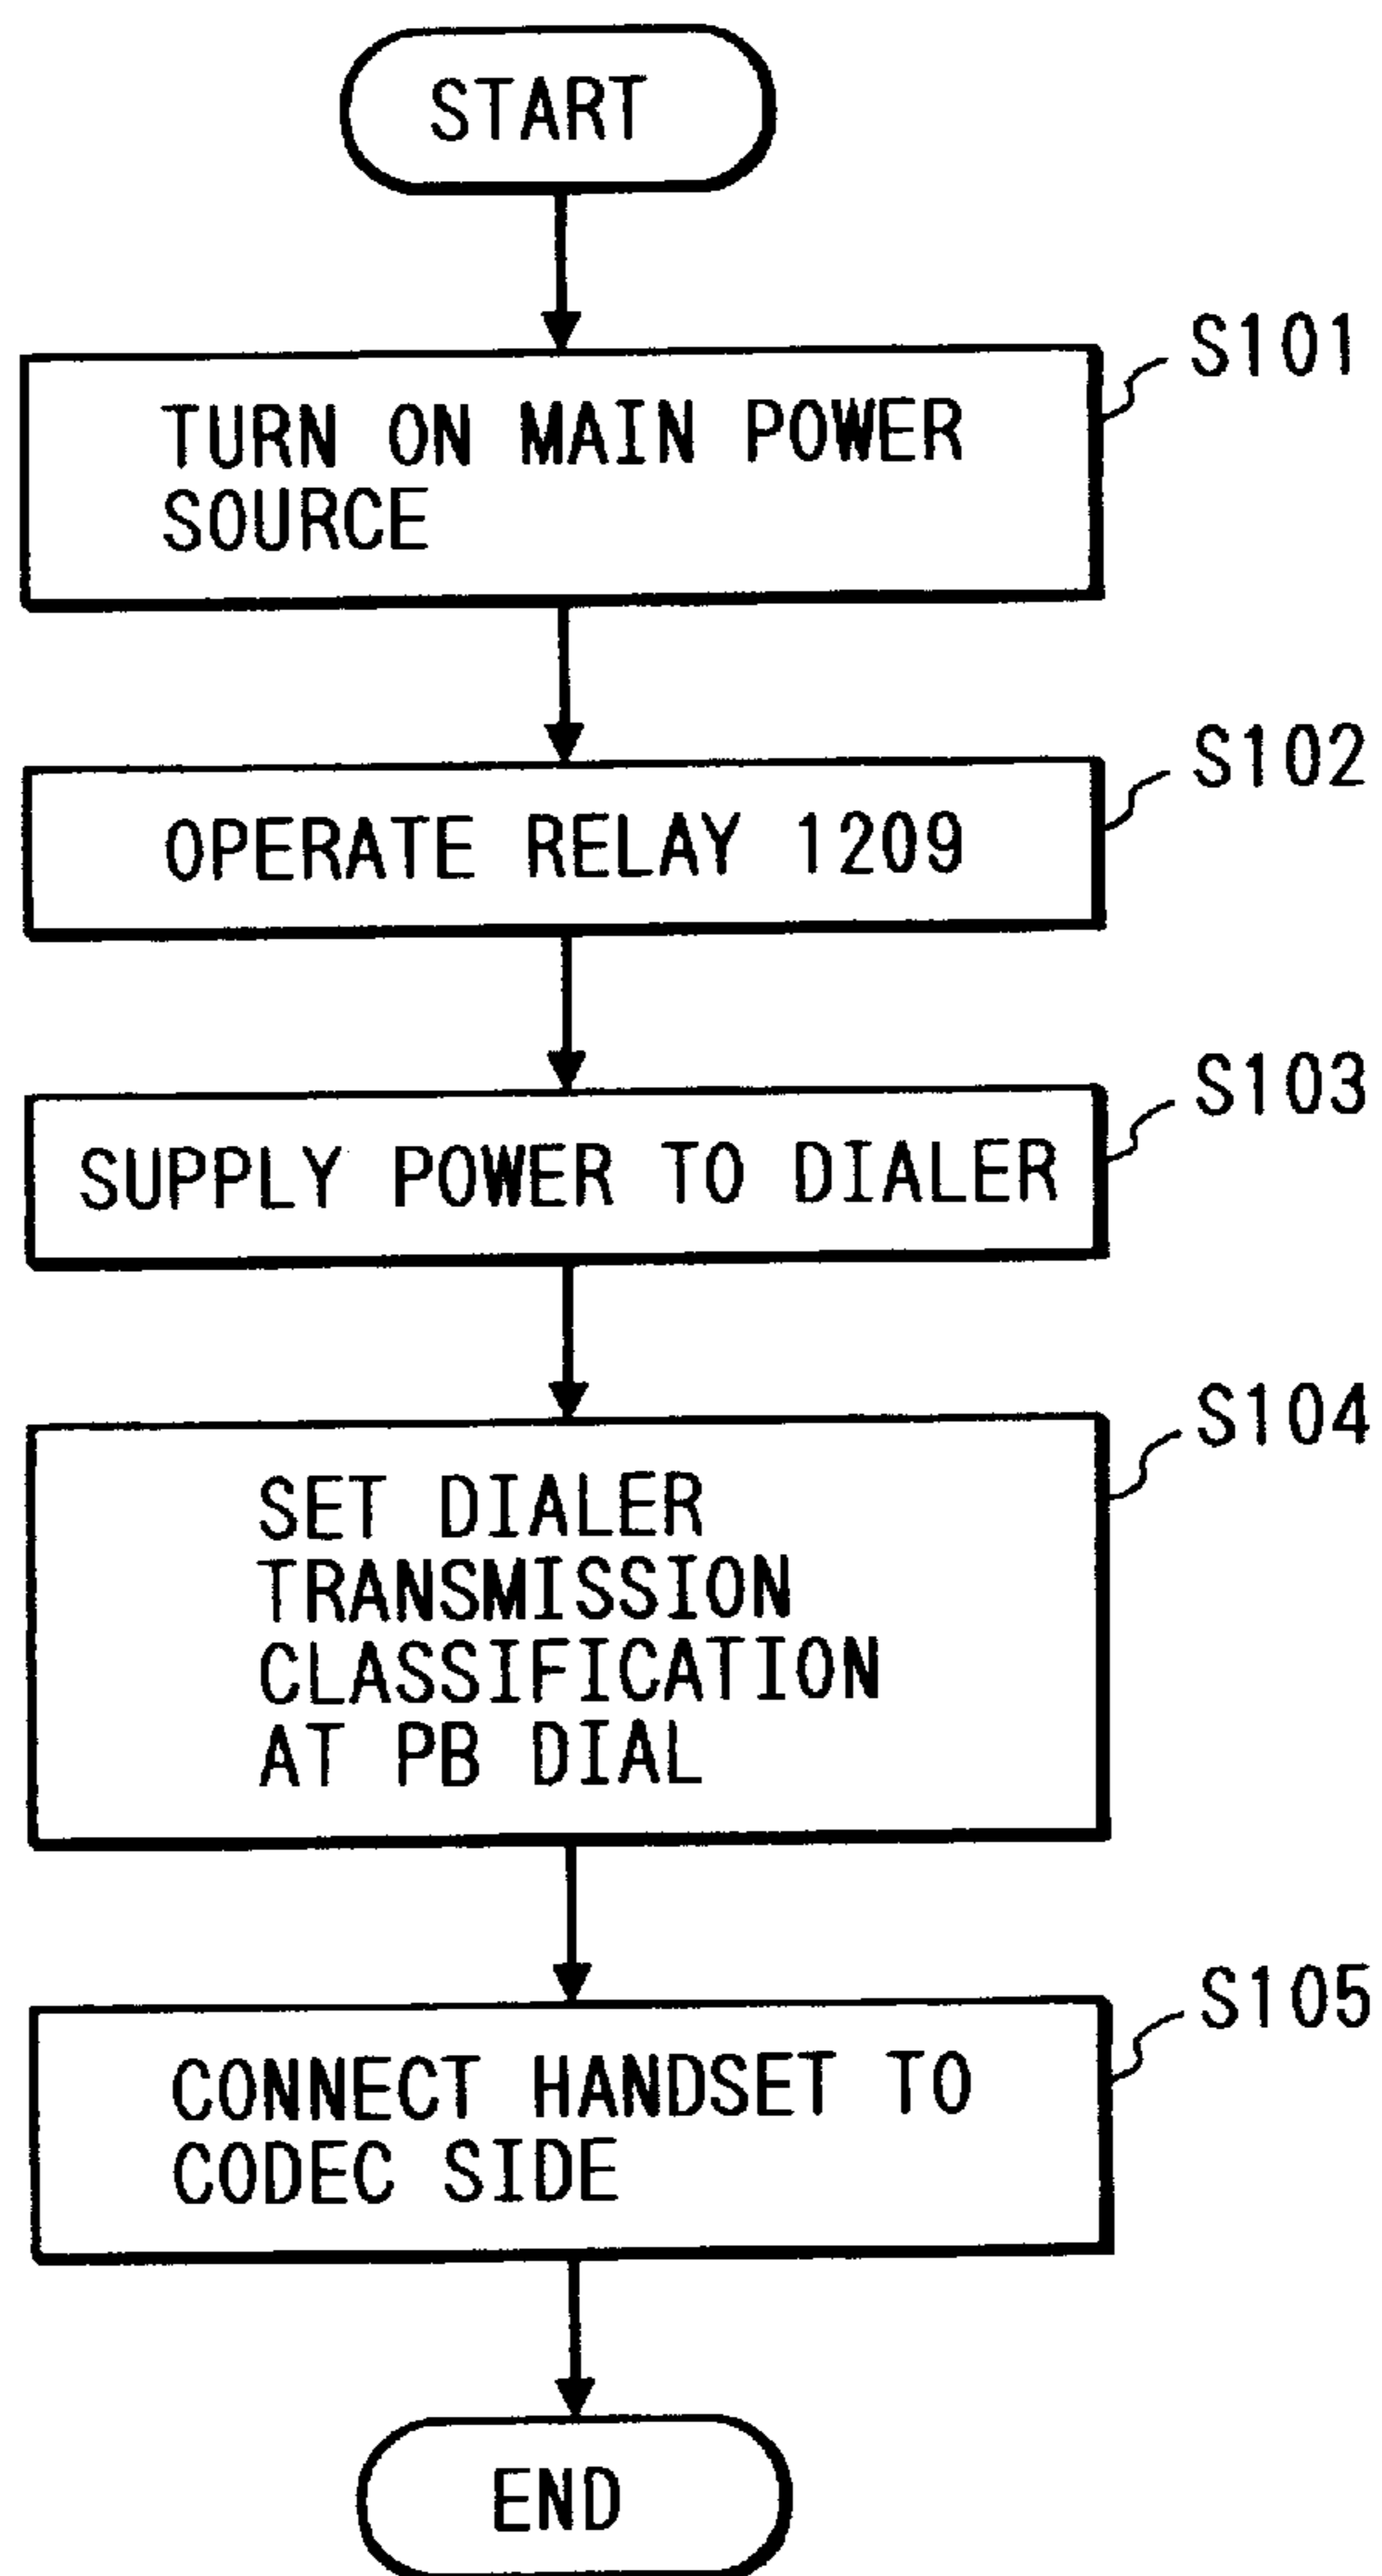 START
S101
TURN ON MAIN POWER
SOURCE
S102
OPERATE RELAY 1209
S103
SUPPLY POWER TO DIALER
S104
SET DIALER
TRANSMISSION
CLASSIFICATION
AT PB DIAL
S105
CONNECT HANDSET TO
CODEC SIDE
END